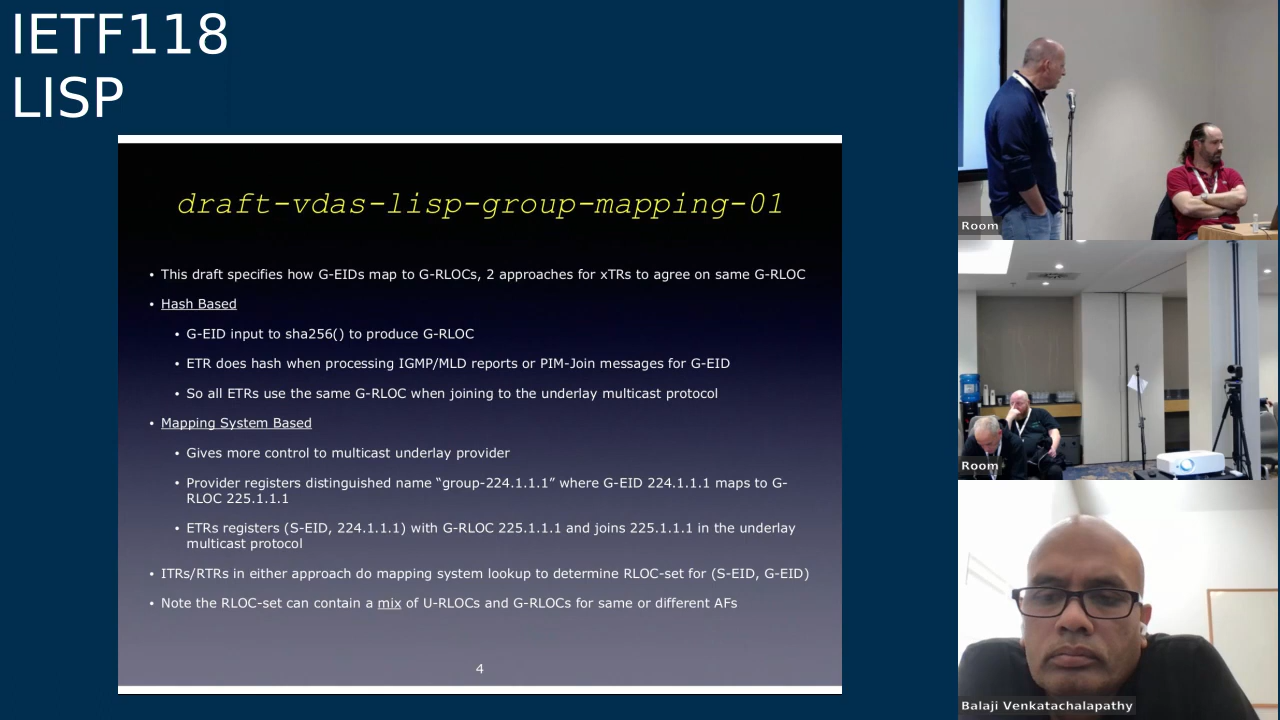 IETF118
LISP
draft-vdas-lisp-group-mapping-01
• This draft specifies how G-EIDs map to G-RLOCs, 2 approaches for xTRs to agree on same G-RLOC
• Hash Based
• G-EID input to sha256() to produce G-RLOC
• ETR does hash when processing IGMP/MLD reports or PIM-Join messages for G-EID
• So all ETRs use the same G-RLOC when joining to the underlay multicast protocol
• Mapping System Based
• Gives more control to multicast underlay provider
• Provider registers distinguished name “group-224.1.1.1” where G-EID 224.1.1.1 maps to G-
RLOC 225.1.1.1
• ETRs registers (S-EID, 224.1.1.1) with G-RLOC 225.1.1.1 and joins 225.1.1.1 in the underlay
multicast protocol
• ITRs/RTRs in either approach do mapping system lookup to determine RLOC-set for (S-EID, G-EID)
• Note the RLOC-set can contain a mix of U-RLOCs and G-RLOCs for same or different AFs
4
Room
Room
Balaji Venkatachalapathy